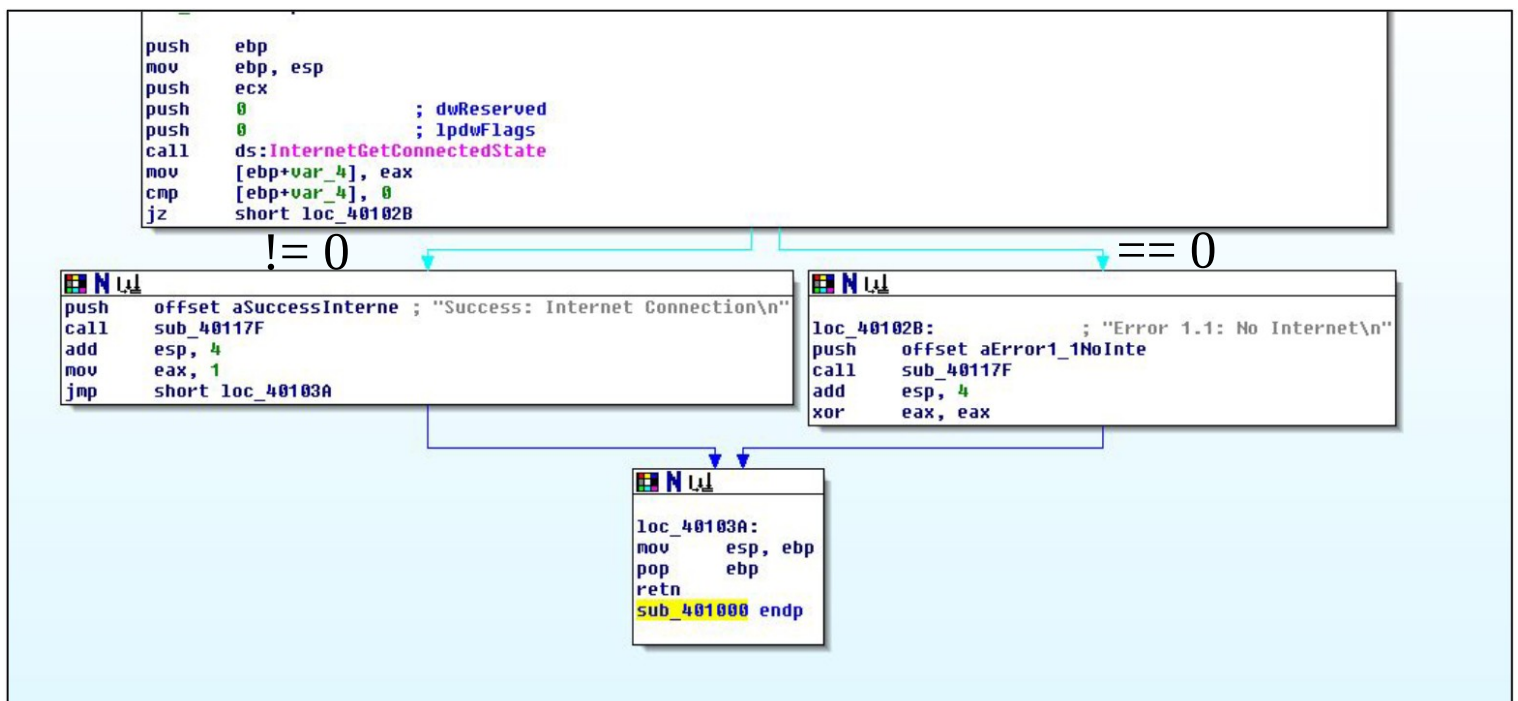 push ebp
mov ebp, esp
push ecx
push 0 ; dwReserved
push 0 ; lpdwFlags
call ds:InternetGetConnectedState
mov [ebp+var_4], eax
cmp [ebp+var_4], 0
jz short loc_40102B
!= 0
== 0
N
push offset aSuccessInterne ; "Success: Internet Connection\n"
call sub_40117F
add esp, 4
mov eax, 1
jmp short loc_40103A
N
loc_40102B: ; "Error 1.1: No Internet\n"
push offset aError1_1NoInte
call sub_40117F
add esp, 4
xor eax, eax
N
loc_40103A:
mov esp, ebp
pop ebp
retn
sub_401000 endp